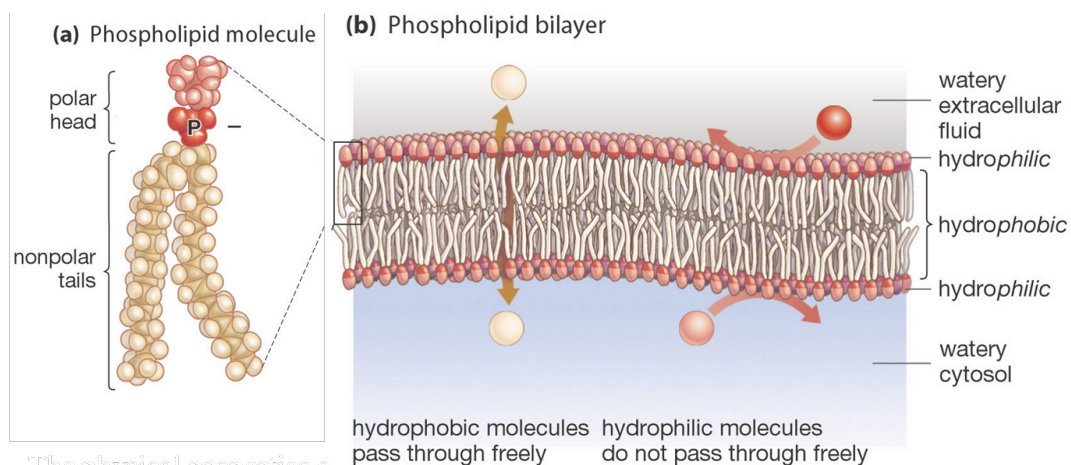 (a) Phospholipid molecule
polar
head
P
–
nonpolar
tails
(b) Phospholipid bilayer
watery
extracellular
fluid
hydrophilic
hydrophobic
hydrophilic
watery
cytosol
hydrophobic molecules
pass through freely
hydrophilic molecules
do not pass through freely